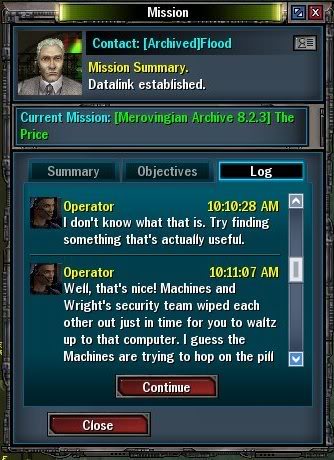 Mission
Contact: [Archived]Flood
Mission Summary.
Datalink established.
Current Mission: [Merovingian Archive 8.2.3] The
Price
Summary
Objectives
Log
Operator 10:10:28 AM
I don't know what that is. Try finding
something that's actually useful.
Operator 10:11:07 AM
Well, that's nice! Machines and
Wright's security team wiped each
other out just in time for you to waltz
up to that computer. I guess the
Machines are trying to hop on the pill
Continue
Close